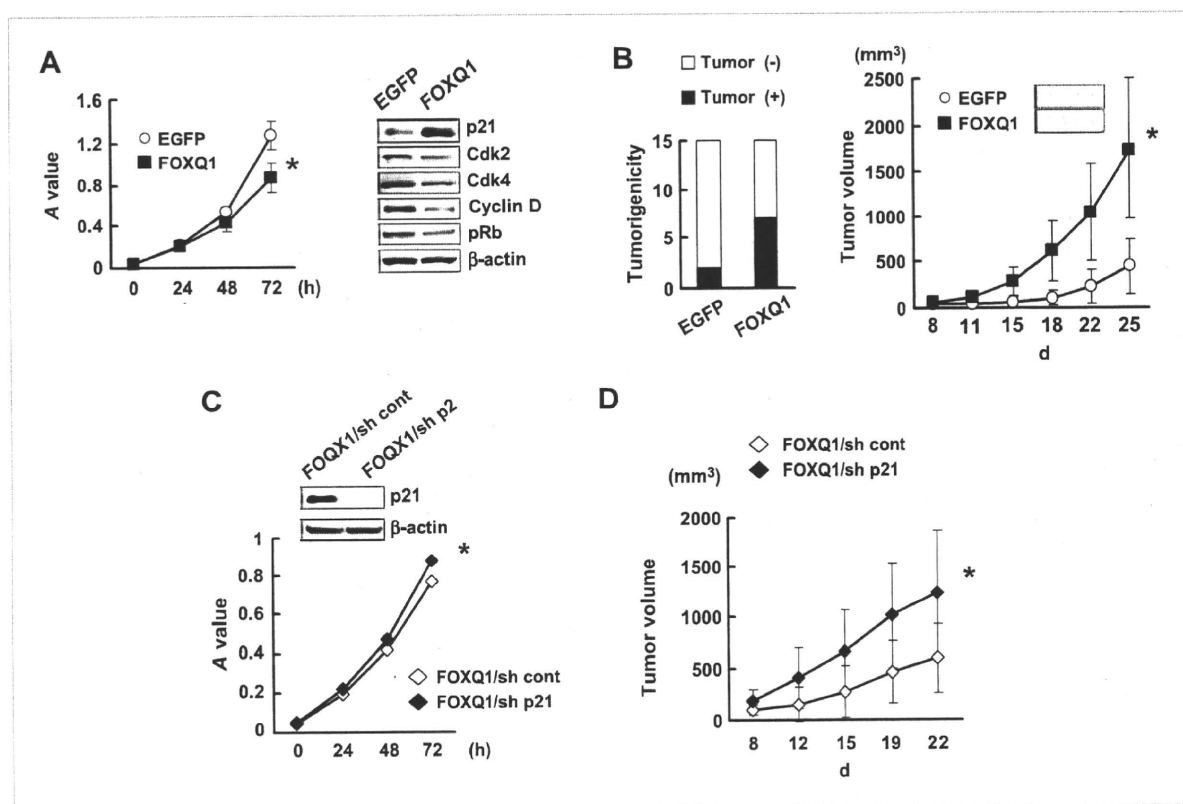 A
1.6
1.2
0.8
0.4
0
A value
EGFP
FOXQ1
*
0 24 48 72 (h)
EGFP FOXQ1
p21
Cdk2
Cdk4
Cyclin D
pRb
β-actin
B
Tumor (-)
Tumor (+)
15
10
5
0
Tumorigenicity
EGFP FOXQ1
(mm³)
2500
2000
1500
1000
500
0
Tumor volume
EGFP
FOXQ1
*
8 11 15 18 22 25
d
C
FOQX1/sh cont FOQX1/sh p2
p21
β-actin
1
0.8
0.6
0.4
0.2
0
A value
*
FOXQ1/sh cont
FOXQ1/sh p21
0 24 48 72 (h)
D
FOXQ1/sh cont
FOXQ1/sh p21
(mm³)
2000
1500
1000
500
0
Tumor volume
*
8 12 15 19 22
d